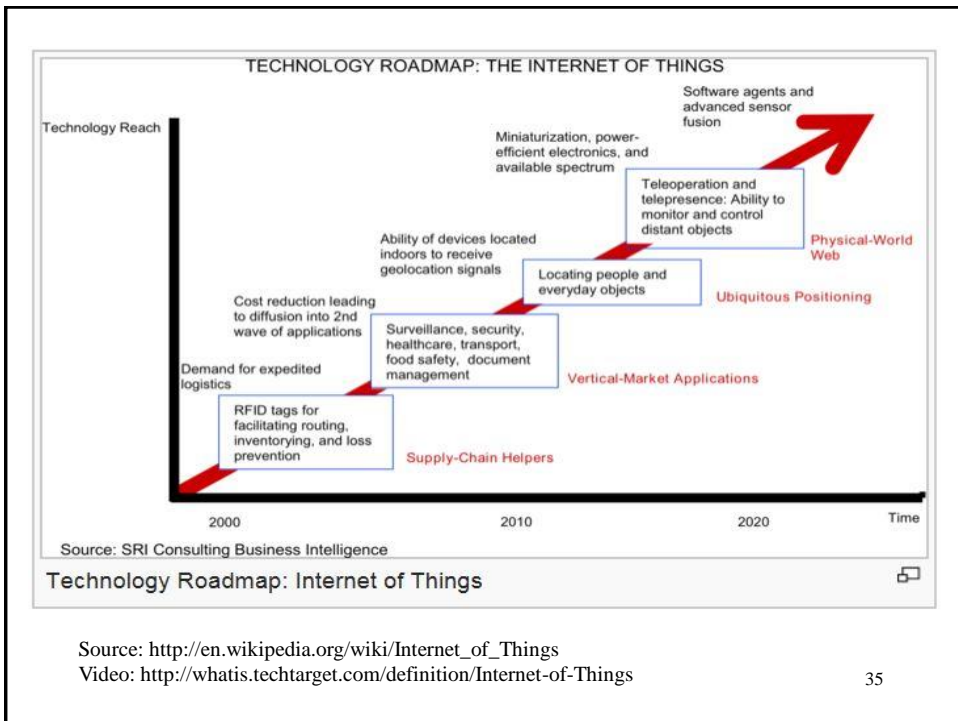 TECHNOLOGY ROADMAP: THE INTERNET OF THINGS
Software agents and
advanced sensor
fusion
Technology Reach
Miniaturization, power-
efficient electronics, and
available spectrum
Teleoperation and
telepresence: Ability to
monitor and control
distant objects
Physical-World
Web
Ability of devices located
indoors to receive
geolocation signals
Locating people and
everyday objects
Ubiquitous Positioning
Cost reduction leading
to diffusion into 2nd
wave of applications
Surveillance, security,
healthcare, transport,
food safety, document
management
Vertical-Market Applications
Demand for expedited
logistics
RFID tags for
facilitating routing,
inventorying, and loss
prevention
Supply-Chain Helpers
2000
2010
2020
Time
Source: SRI Consulting Business Intelligence
Technology Roadmap: Internet of Things
Source: http://en.wikipedia.org/wiki/Internet_of_Things
Video: http://whatis.techtarget.com/definition/Internet-of-Things
35